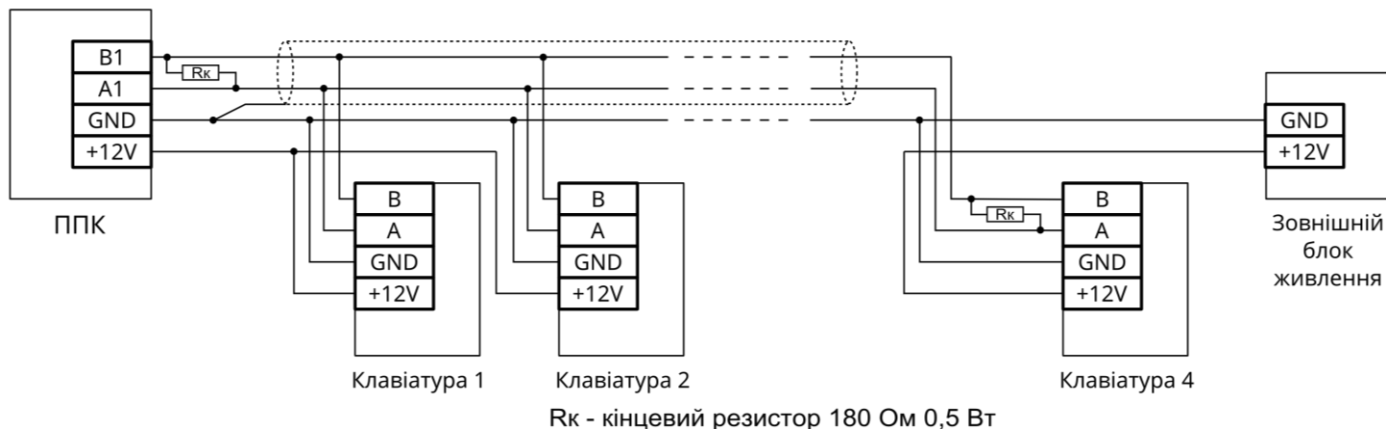 B1
Rк
A1
GND
+12V
ППК
B
A
GND
+12V
Клавіатура 1
B
A
GND
+12V
Клавіатура 2
B
Rк
A
GND
+12V
Клавіатура 4
GND
+12V
Зовнішній
блок
живлення
Rк - кінцевий резистор 180 Ом 0,5 Вт